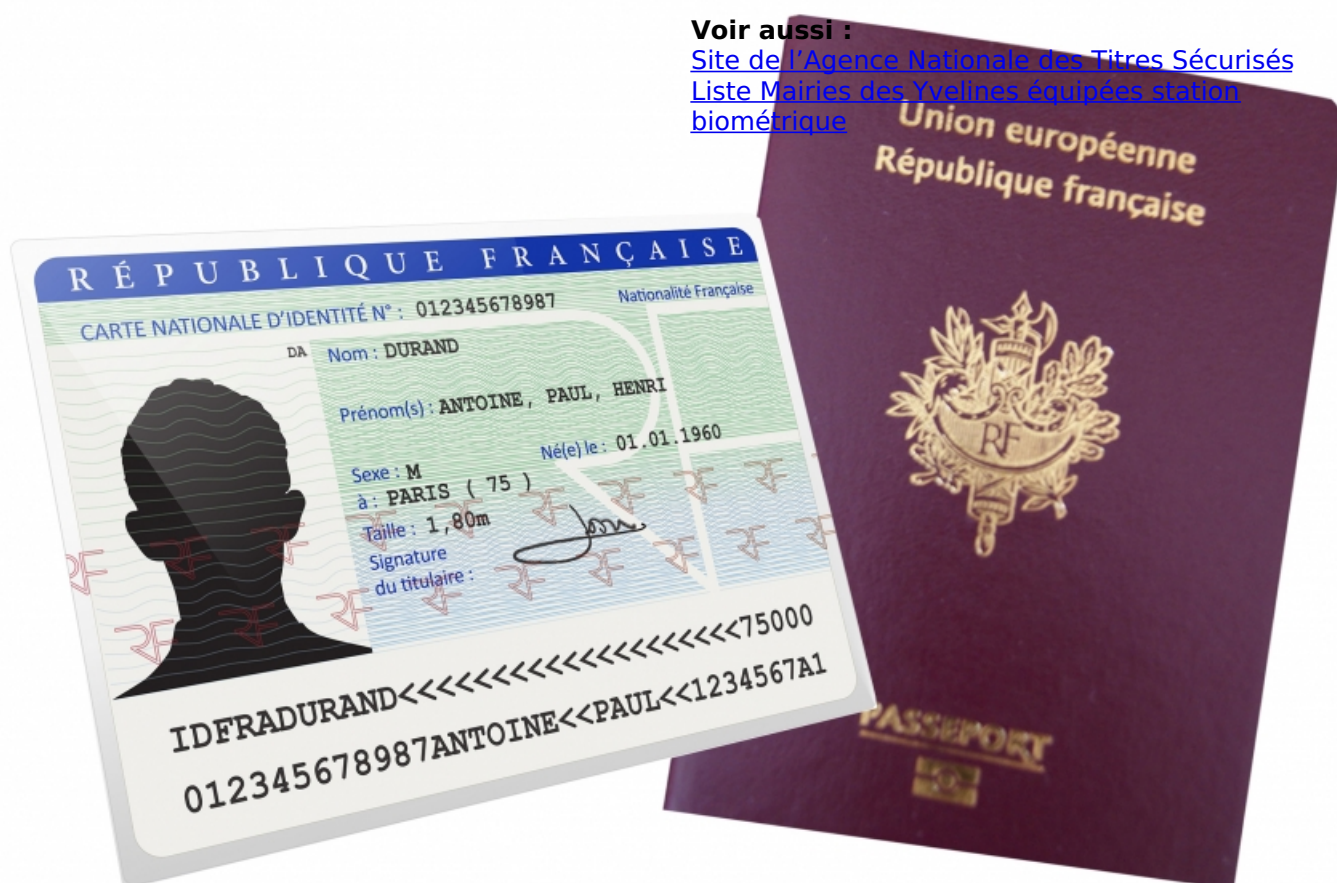 Voir aussi :
Site de l'Agence Nationale des Titres Sécurisés
Liste Mairies des Yvelines équipées station
biométrique
Union européenne
République française
RF
PASSEPORT
RÉPUBLIQUE FRANÇAISE
CARTE NATIONALE D'IDENTITÉ N° : 012345678987 Nationalité Française
DA Nom : DURAND
Prénom(s) : ANTOINE, PAUL, HENRI
Sexe : M Né(e) le : 01.01.1960
à : PARIS ( 75 )
Taille : 1,80m
Signature
du titulaire :
IDFRADURAND<<<<<<<<<<<<<<<<<<<<75000
012345678987ANTOINE<<PAUL<<1234567A1